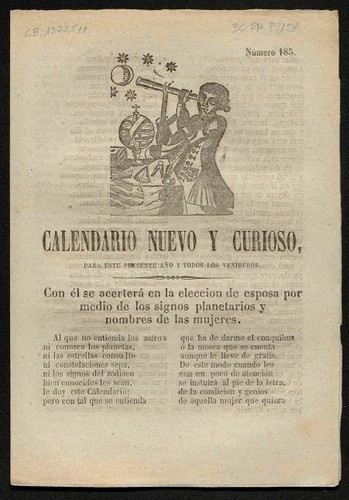 Número 185.
CALENDARIO NUEVO Y CURIOSO,
PARA ESTE PRESENTE AÑO Y TODOS LOS VENIDEROS.
Con él se acertará en la eleccion de esposa por
medio de los signos planetarios y
nombres de las mujeres.
Al que no entienda los astros
ni conozca los planetas,
ni las estrellas consulte
ni constelaciones sepa,
ni los signos del zodiaco
bien conocidos les sean,
le doy este Calendario;
pero con tal que se entienda
que ha de darme el conquibus
ó la mosca que se cuenta
aunque le lleve de gratis.
De este modo cuando lea
con un poco de atencion
se instuirá al pie de la letra,
de la condicion y genios
de aquella mujer que quiera